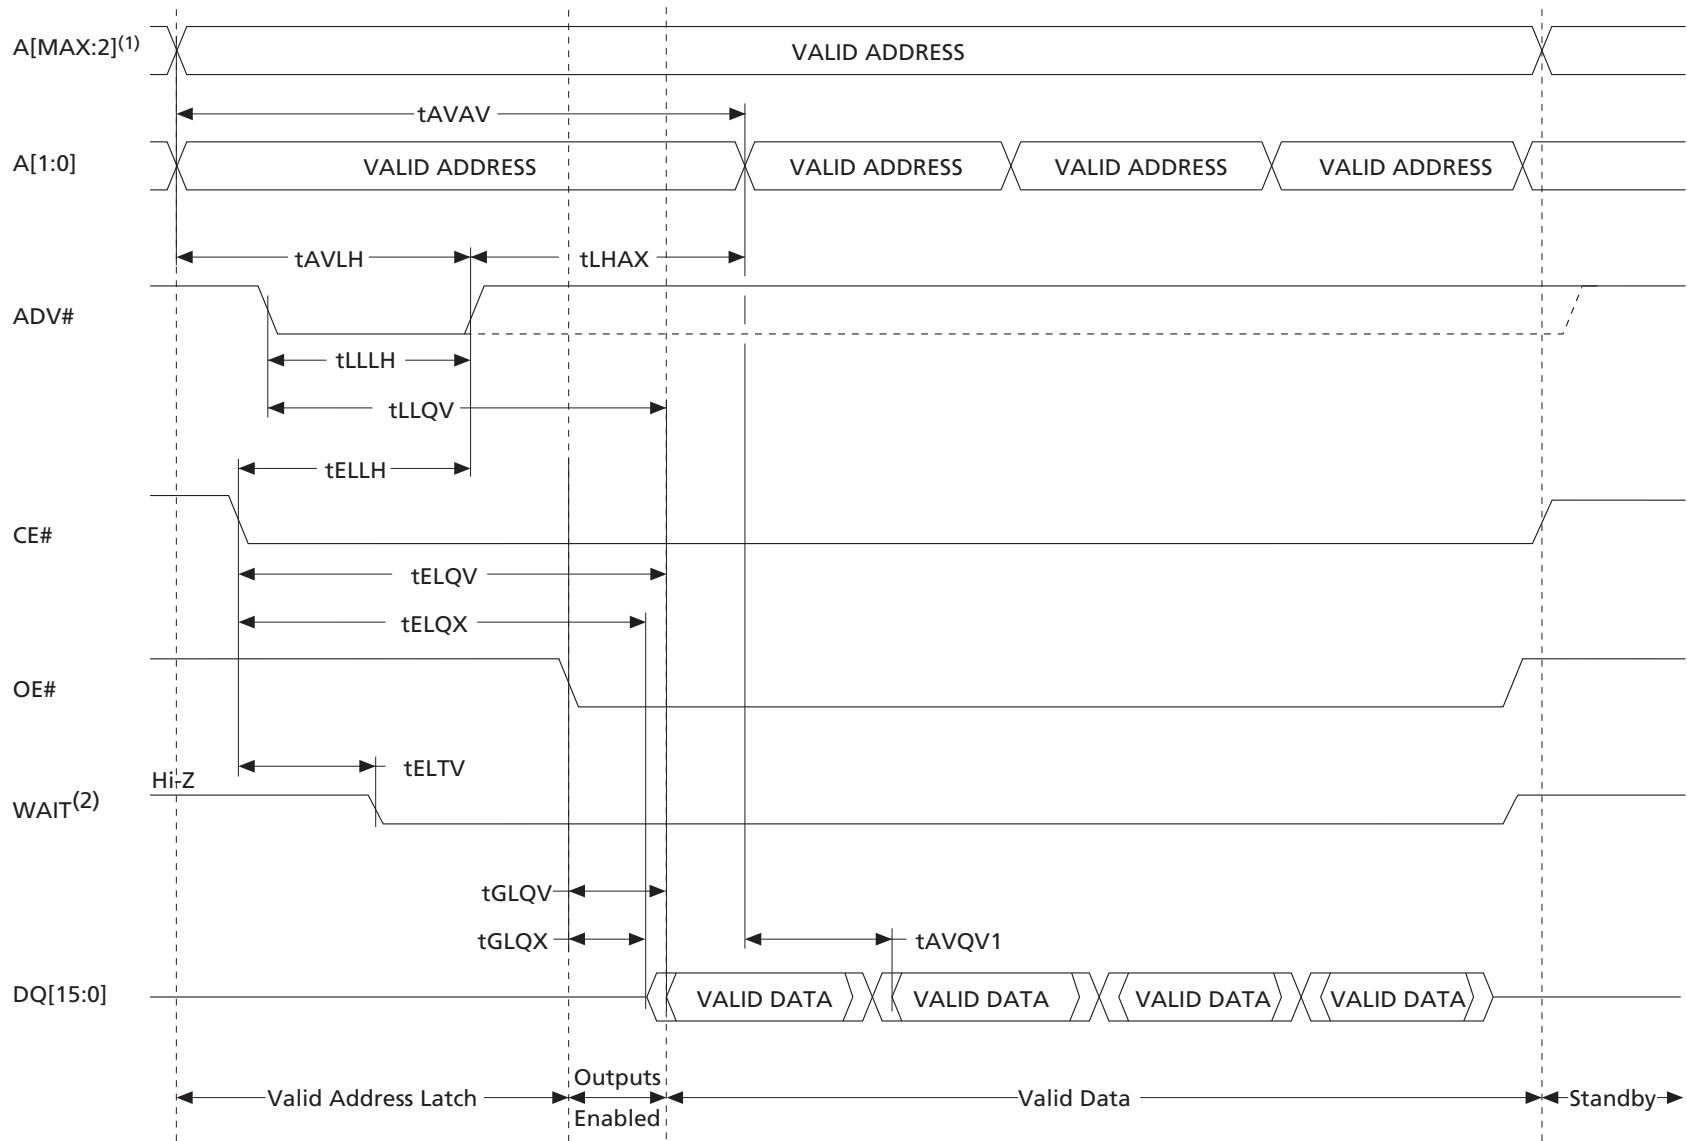 A[MAX:2](1)
VALID ADDRESS
tAVAV
A[1:0]
VALID ADDRESS VALID ADDRESS VALID ADDRESS VALID ADDRESS
tAVLH tLHAX
ADV#
tLLLH
tLLQV
tELLH
CE#
tELQV
tELQX
OE#
tELTV
Hi-Z
WAIT(2)
tGLQV
tGLQX tAVQV1
DQ[15:0]
VALID DATA VALID DATA VALID DATA VALID DATA
Valid Address Latch
Outputs
Enabled
Valid Data
Standby